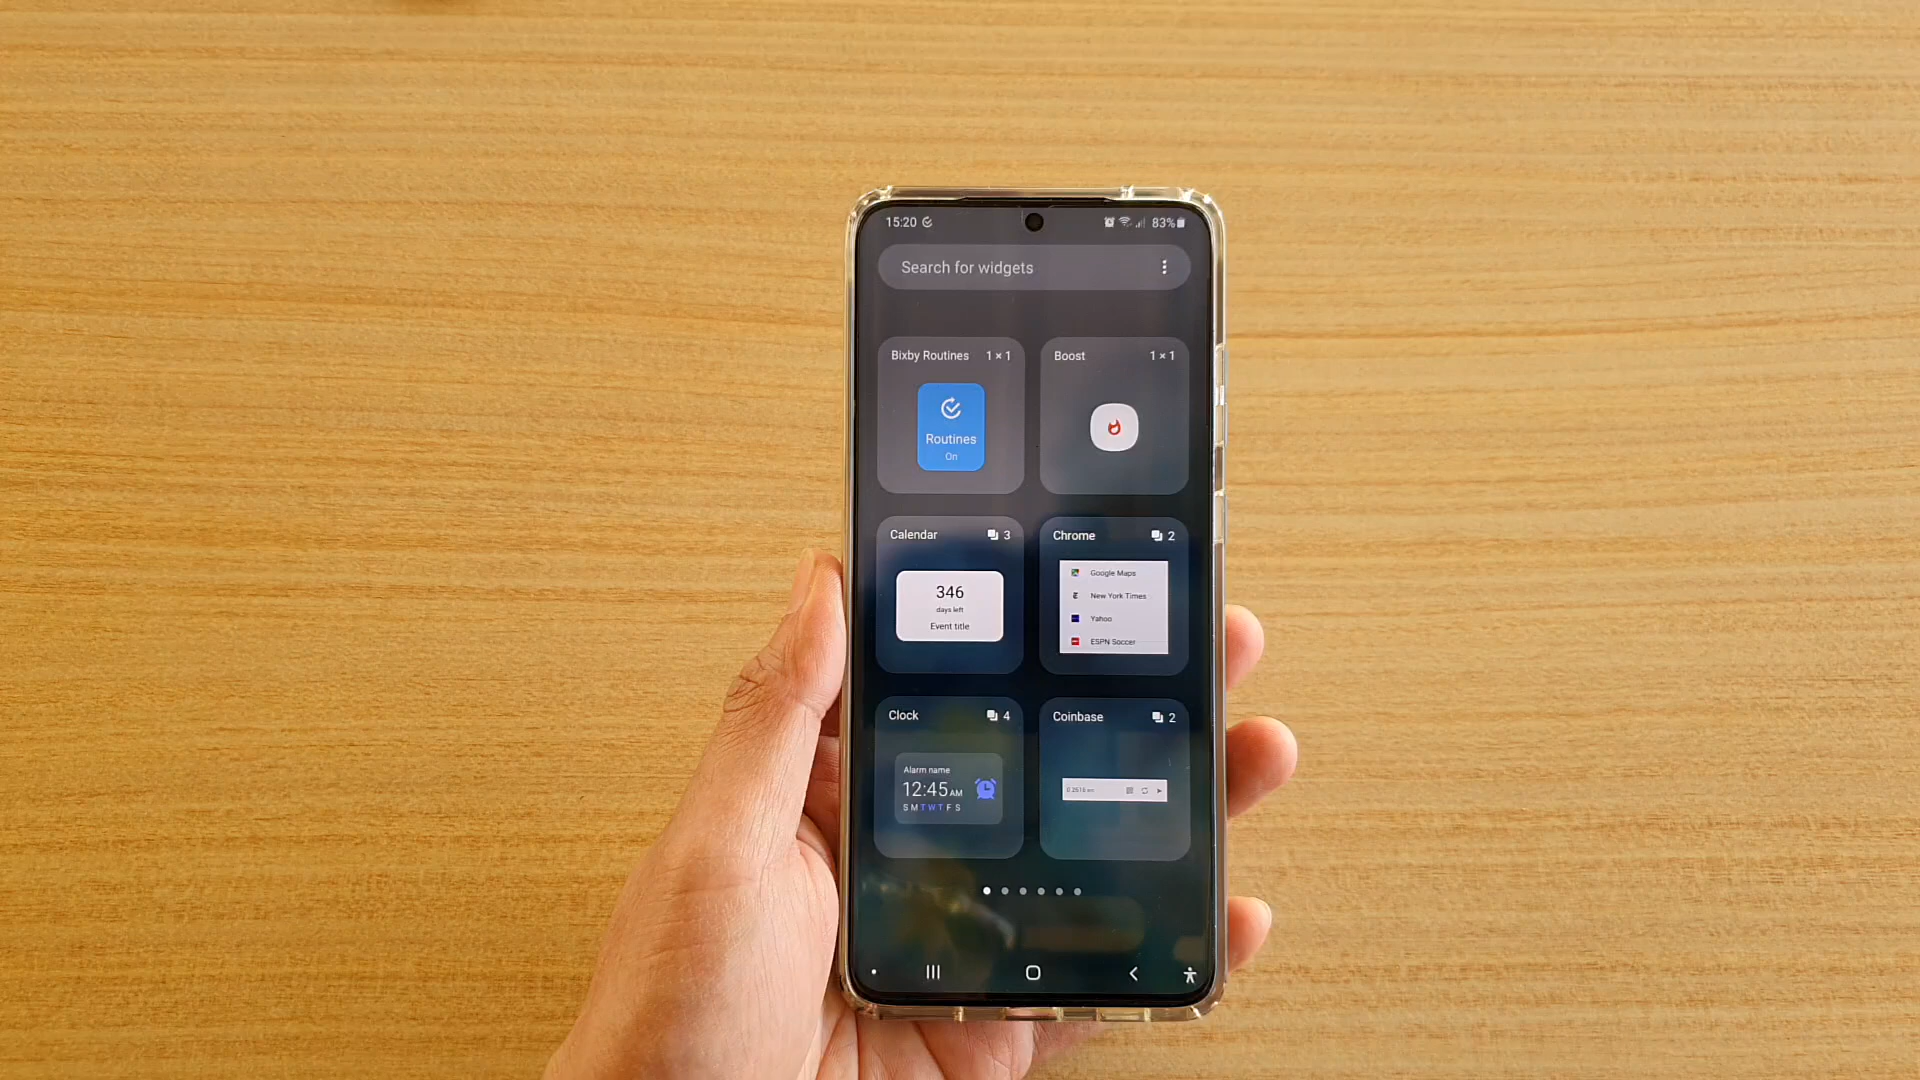 15:20
83%
Search for widgets
Bixby Routines 1 × 1
Boost 1 × 1
Routines
On
Calendar 3
Chrome 2
346
days left
Event title
Google Maps
New York Times
Yahoo
ESPN Soccer
Clock 4
Coinbase 2
Alarm name
12:45 AM
S M T W T F S